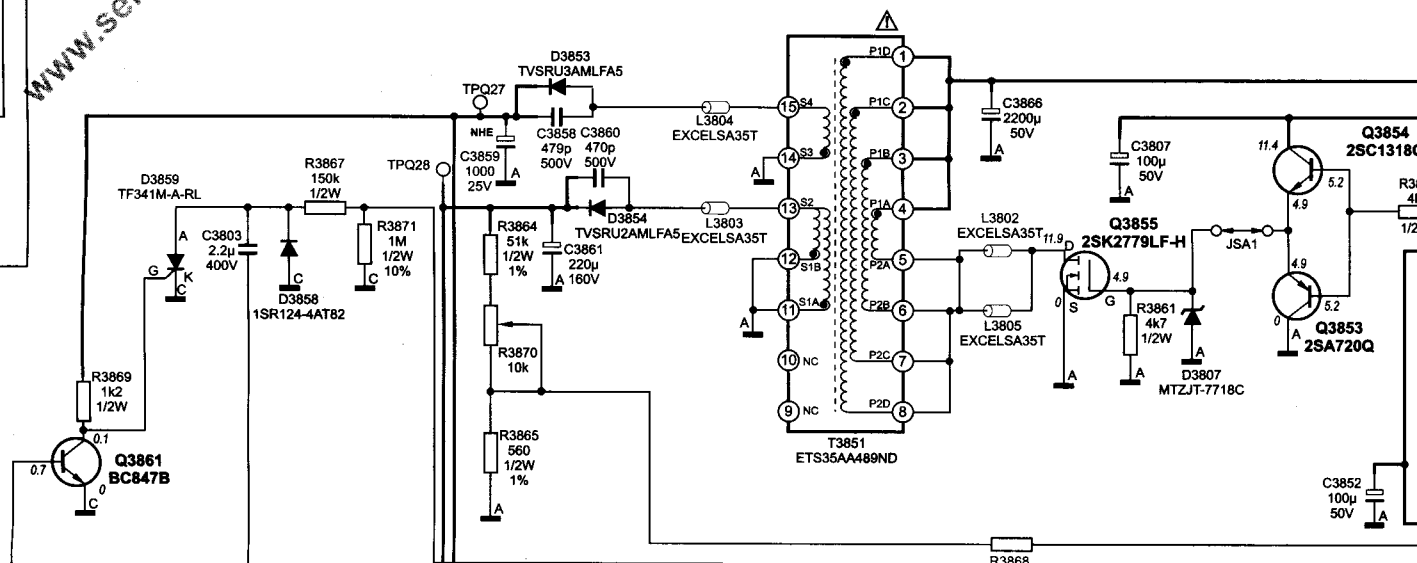 www.se
D3853
TVSRU3AMLFA5
TPQ27
NHE
C3859
1000
25V
A
C3858
479p
500V
C3860
470p
500V
L3804
EXCELSA35T
TPQ28
D3854
TVSRU2AMLFA5
L3803
EXCELSA35T
D3859
TF341M-A-RL
A
G
K
C
C3803
2.2µ
400V
R3867
150k
1/2W
D3858
1SR124-4AT82
C
R3871
1M
1/2W
10%
C
R3864
51k
1/2W
1%
C3861
220µ
160V
A
R3870
10k
R3865
560
1/2W
1%
A
R3869
1k2
1/2W
0.1
0.7
0
C
Q3861
BC847B
15
S4
14
S3
A
13
S2
12
S1B
11
S1A
A
10
NC
9
NC
P1D
1
P1C
2
P1B
3
P1A
4
P2A
5
P2B
6
P2C
7
P2D
8
T3851
ETS35AA489ND
C3866
2200µ
50V
A
L3802
EXCELSA35T
L3805
EXCELSA35T
11.9
D
0
S
G
4.9
A
Q3855
2SK2779LF-H
R3861
4k7
1/2W
A
D3807
MTZJT-7718C
A
JSA1
C3807
100µ
50V
A
11.4
Q3854
2SC1318
5.2
4.9
4.9
5.2
0
A
Q3853
2SA720Q
1/2
C3852
100µ
50V
A
R3868